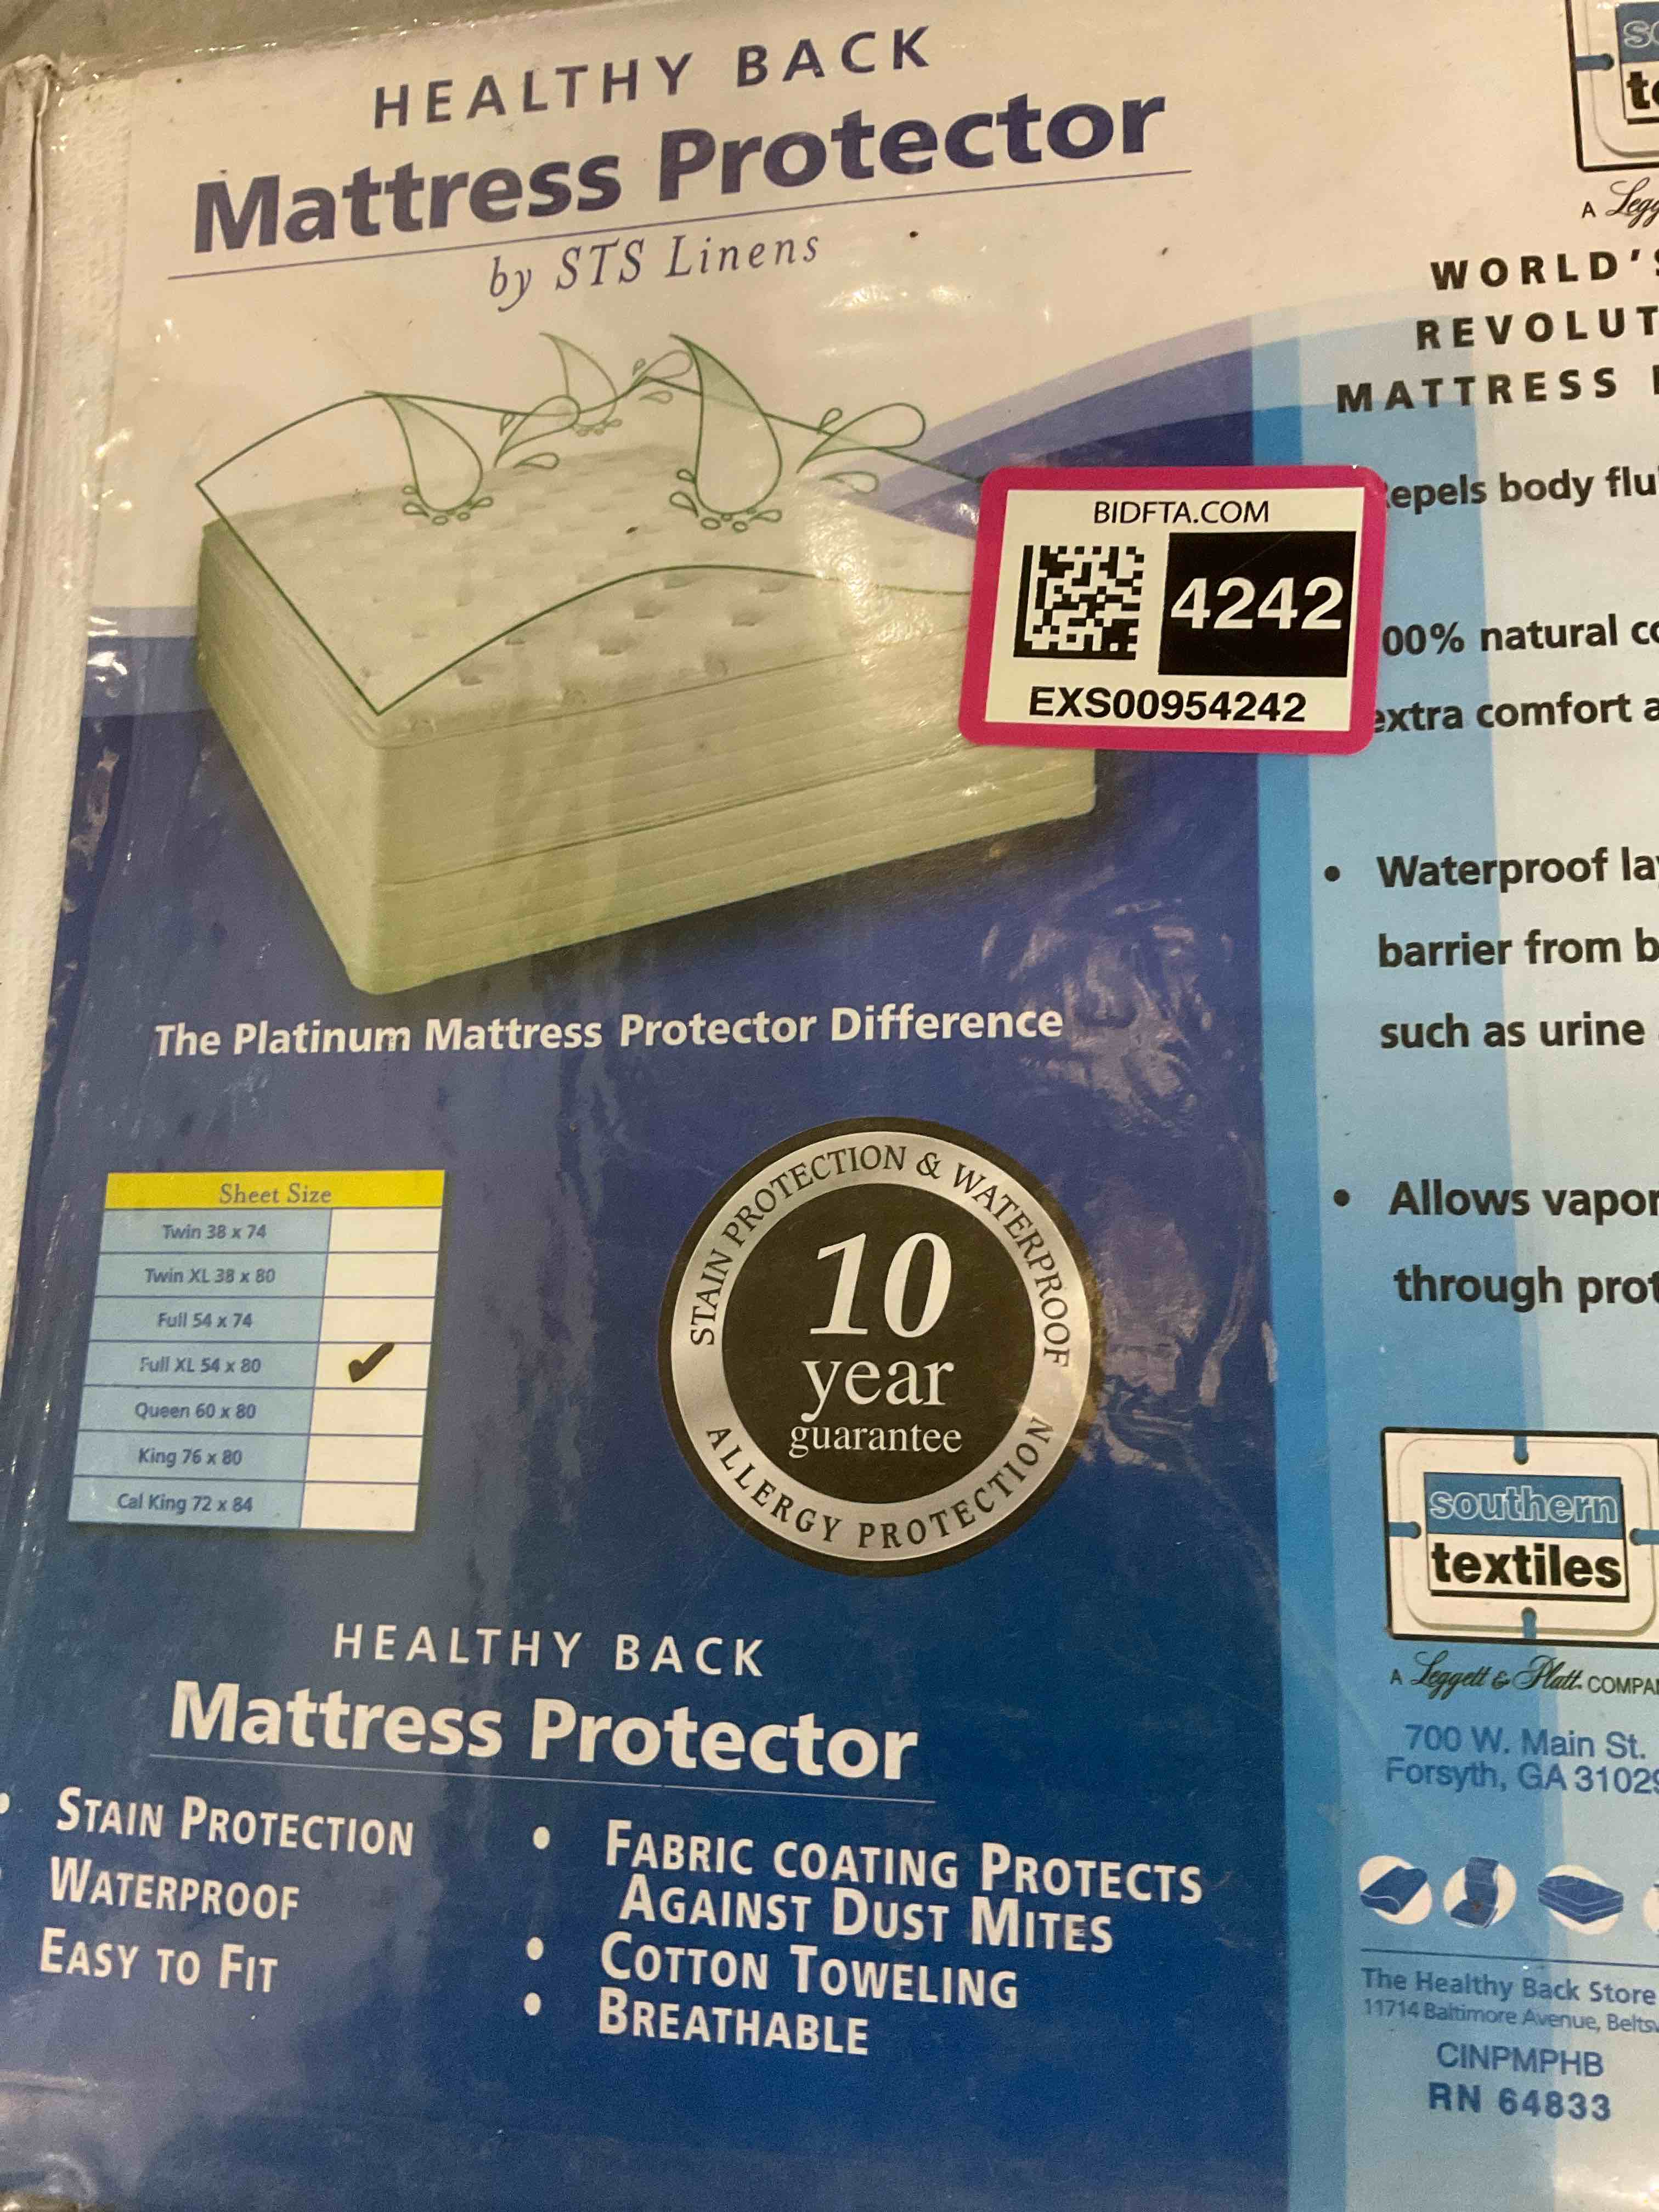 HEALTHY BACK
Mattress Protector
by STS Linens
A
WORLD'S
REVOLUT
MATTRESS
BIDFTA.COM
4242
EXS00954242
epels body flu
00% natural co
extra comfort a
• Waterproof la
barrier from b
such as urine
• Allows vapor
through prot
The Platinum Mattress Protector Difference
Sheet Size
Twin 38 x 74
Twin XL 38 x 80
Full 54 x 74
Full XL 54 x 80 ✔
Queen 60 x 80
King 76 x 80
Cal King 72 x 84
STAIN PROTECTION & WATERPROOF
10
year
guarantee
ALLERGY PROTECTION
southern
textiles
A Leggett & Platt COMPA
700 W. Main St.
Forsyth, GA 31029
HEALTHY BACK
Mattress Protector
• STAIN PROTECTION
WATERPROOF
EASY TO FIT
• FABRIC COATING PROTECTS
AGAINST DUST MITES
• COTTON TOWELING
• BREATHABLE
The Healthy Back Store
11714 Baltimore Avenue, Belts
CINPMPHB
RN 64833